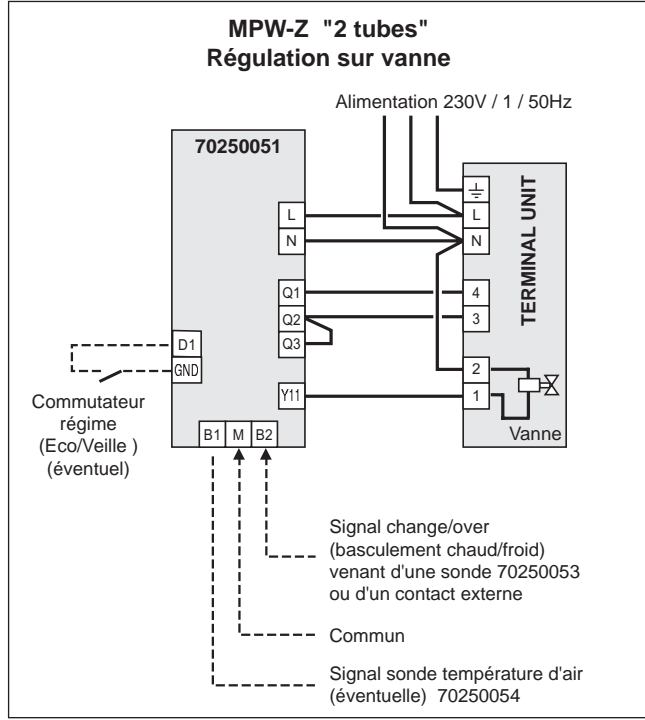 MPW-Z "2 tubes"
Régulation sur vanne
Alimentation 230V / 1 / 50Hz
70250051
TERMINAL UNIT
L
N
Q1
Q2
Q3
Y11
D1
GND
B1 M B2
L
N
4
3
2
1
Vanne
Commutateur
régime
(Eco/Veille )
(éventuel)
Signal change/over
(basculement chaud/froid)
venant d'une sonde 70250053
ou d'un contact externe
Commun
Signal sonde température d'air
(éventuelle) 70250054